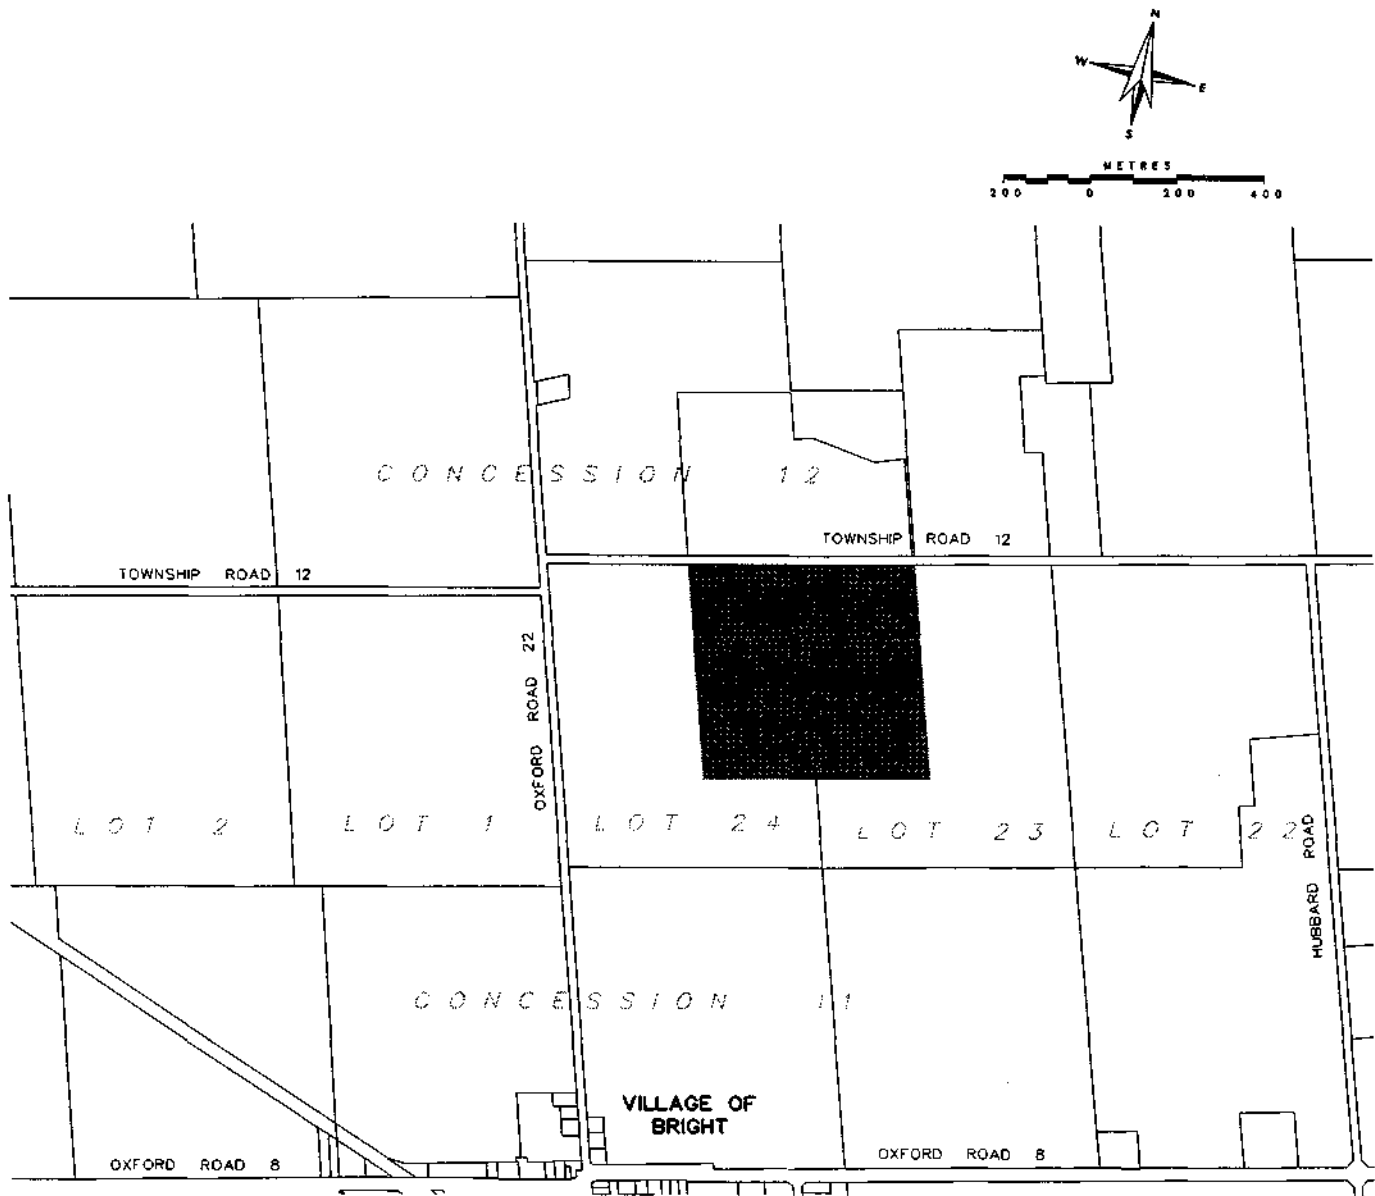 N
W
E
S
METRES
200 0 200 400
CONCESSION 12
TOWNSHIP ROAD 12
TOWNSHIP ROAD 12
OXFORD ROAD 22
LOT 2
LOT 1
LOT 24
LOT 23
LOT 22
HUBBARD ROAD
CONCESSION 11
VILLAGE OF
BRIGHT
OXFORD ROAD 8
OXFORD ROAD 8